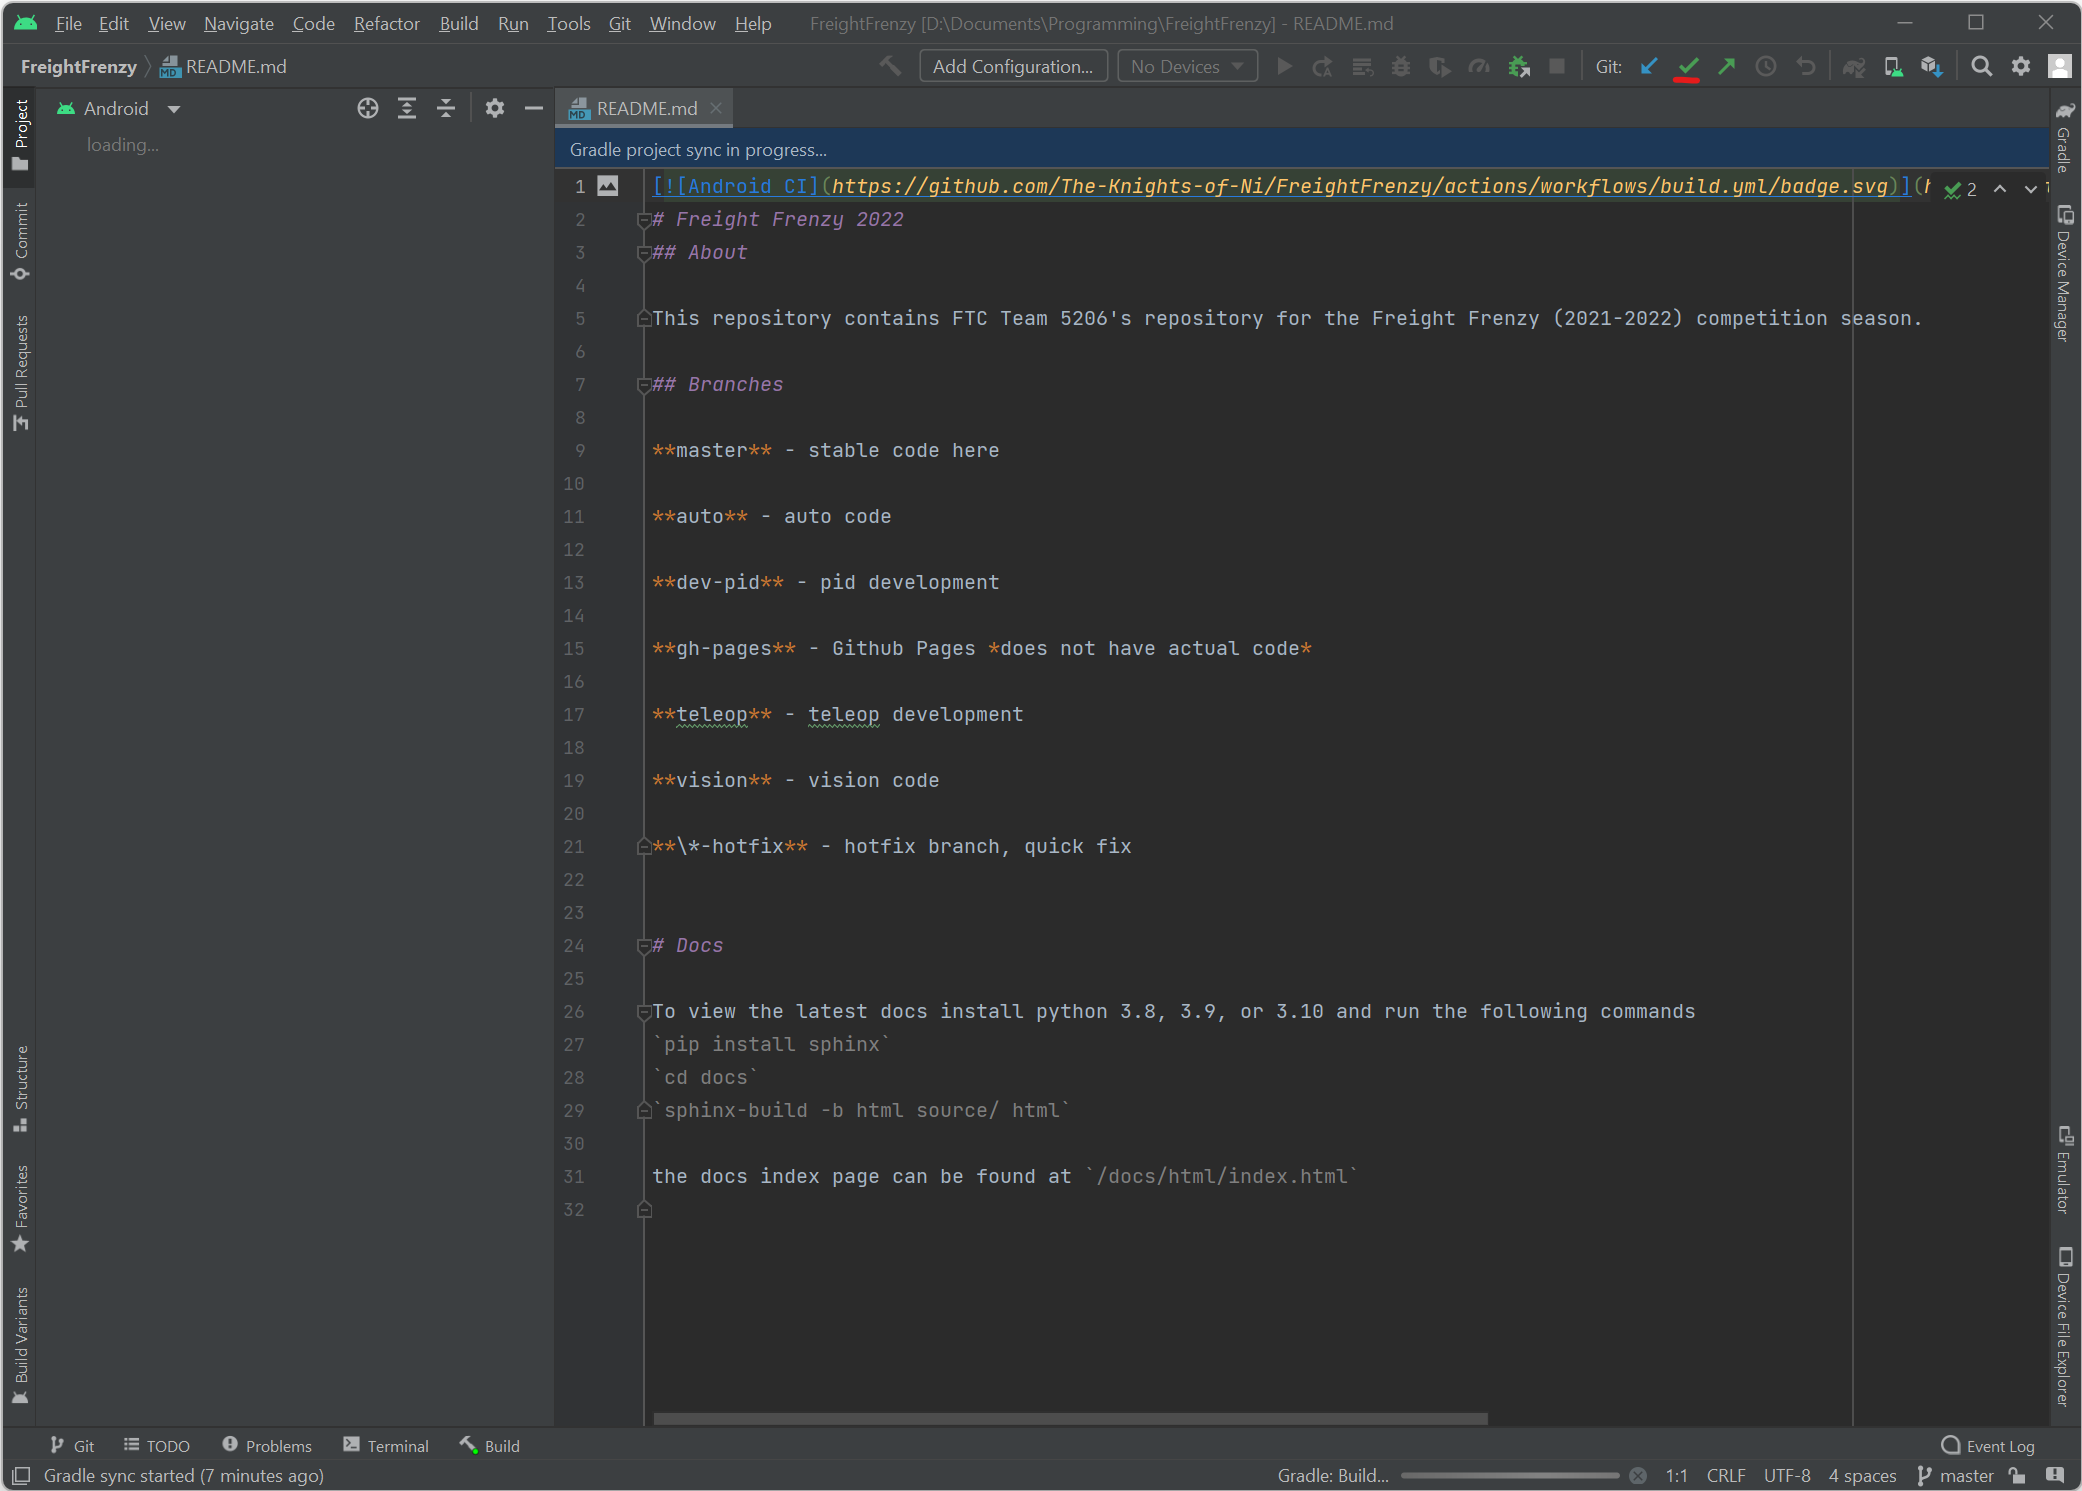 File Edit View Navigate Code Refactor Build Run Tools Git Window Help FreightFrenzy [D:\Documents\Programming\FreightFrenzy] - README.md
FreightFrenzy README.md Add Configuration... No Devices Git:
Project
Commit
Pull Requests
Structure
Favorites
Build Variants
Android
loading...
README.md
Gradle project sync in progress...
1 [![Android CI](https://github.com/The-Knights-of-Ni/FreightFrenzy/actions/workflows/build.yml/badge.svg)](h 2
2 # Freight Frenzy 2022
3 ## About
4
5 This repository contains FTC Team 5206's repository for the Freight Frenzy (2021-2022) competition season.
6
7 ## Branches
8
9 **master** - stable code here
10
11 **auto** - auto code
12
13 **dev-pid** - pid development
14
15 **gh-pages** - Github Pages *does not have actual code*
16
17 **teleop** - teleop development
18
19 **vision** - vision code
20
21 **\*-hotfix** - hotfix branch, quick fix
22
23
24 # Docs
25
26 To view the latest docs install python 3.8, 3.9, or 3.10 and run the following commands
27 `pip install sphinx`
28 `cd docs`
29 `sphinx-build -b html source/ html`
30
31 the docs index page can be found at `/docs/html/index.html`
32
Gradle
Device Manager
Emulator
Device File Explorer
Git TODO Problems Terminal Build Event Log
Gradle sync started (7 minutes ago) Gradle: Build... 1:1 CRLF UTF-8 4 spaces master